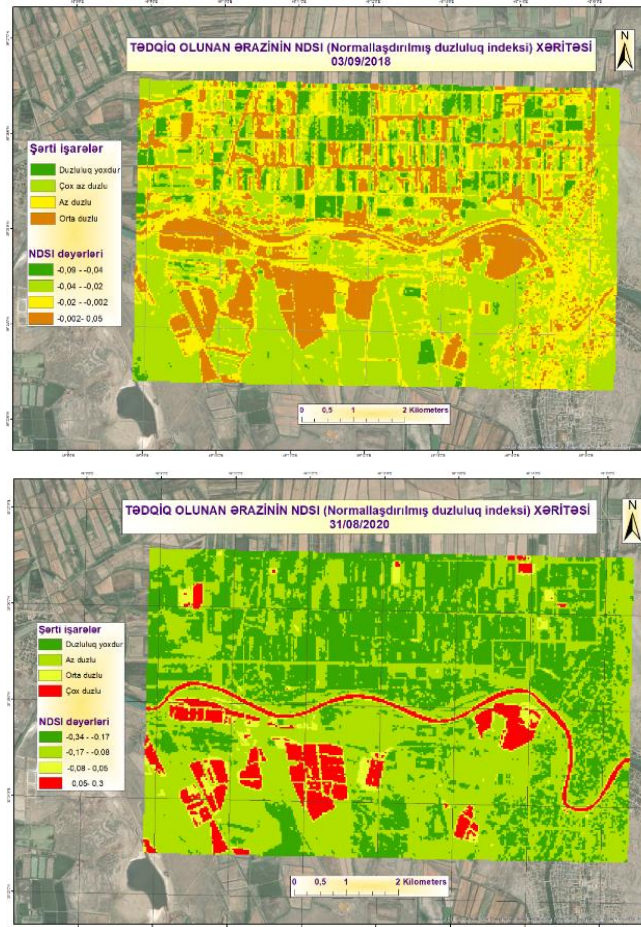 TƏDQİQ OLUNAN ƏRAZİNİN NDSI (Normallaşdırılmış duzluluq indeksi) XƏRİTƏSİ
03/09/2018
N
Şərti işarələr
Duzluluq yoxdur
Çox az duzlu
Az duzlu
Orta duzlu
NDSI dəyərləri
-0,09 - -0,04
-0,04 - -0,02
-0,02 - -0,002
-0,002- 0,05
0 0,5 1 2 Kilometers
TƏDQİQ OLUNAN ƏRAZİNİN NDSI (Normallaşdırılmış duzluluq indeksi) XƏRİTƏSİ
31/08/2020
N
Şərti işarələr
Duzluluq yoxdur
Az duzlu
Orta duzlu
Çox duzlu
NDSI dəyərləri
-0,34 - -0.17
-0,17 - -0.08
-0,08 - 0,05
0,05- 0,3
0 0,5 1 2 Kilometers